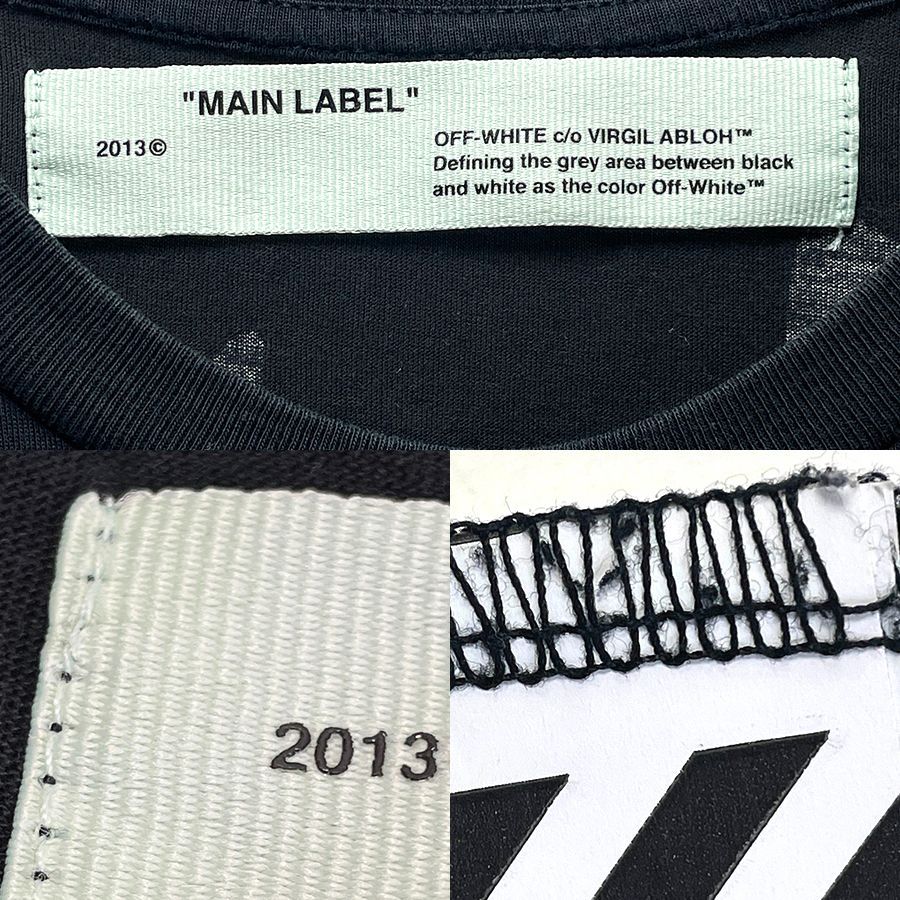 "MAIN LABEL"
2013©
OFF-WHITE c/o VIRGIL ABLOH™
Defining the grey area between black
and white as the color Off-White™
2013